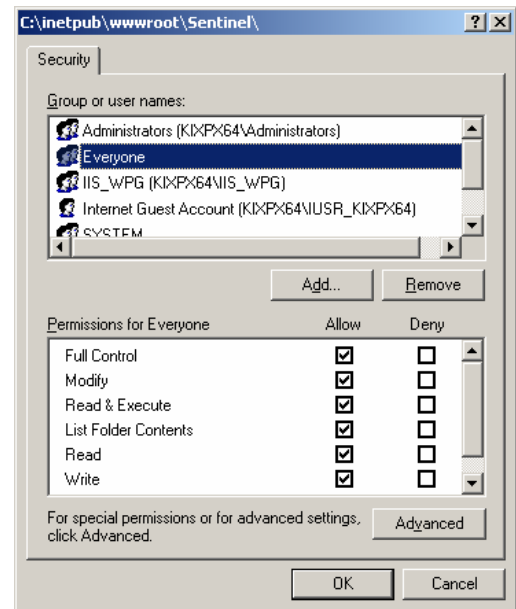 C:\inetpub\wwwroot\Sentinel\
Security
Group or user names:
Administrators (KIXPX64\Administrators)
Everyone
IIS_WPG (KIXPX64\IIS_WPG)
Internet Guest Account (KIXPX64\IUSR_KIXPX64)
SYSTEM
Add... Remove
Permissions for Everyone Allow Deny
Full Control
Modify
Read & Execute
List Folder Contents
Read
Write
For special permissions or for advanced settings,
click Advanced.
Advanced
OK Cancel